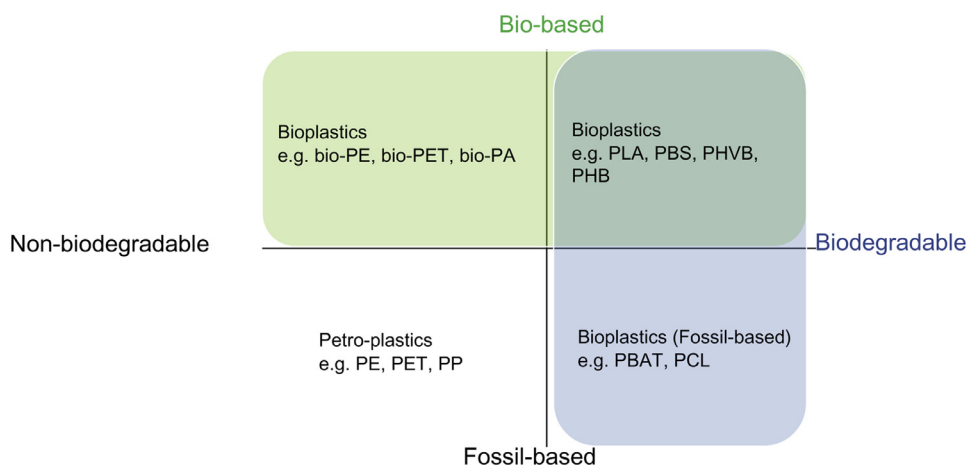 Bio-based
Bioplastics
e.g. bio-PE, bio-PET, bio-PA
Bioplastics
e.g. PLA, PBS, PHVB,
PHB
Non-biodegradable
Biodegradable
Petro-plastics
e.g. PE, PET, PP
Bioplastics (Fossil-based)
e.g. PBAT, PCL
Fossil-based